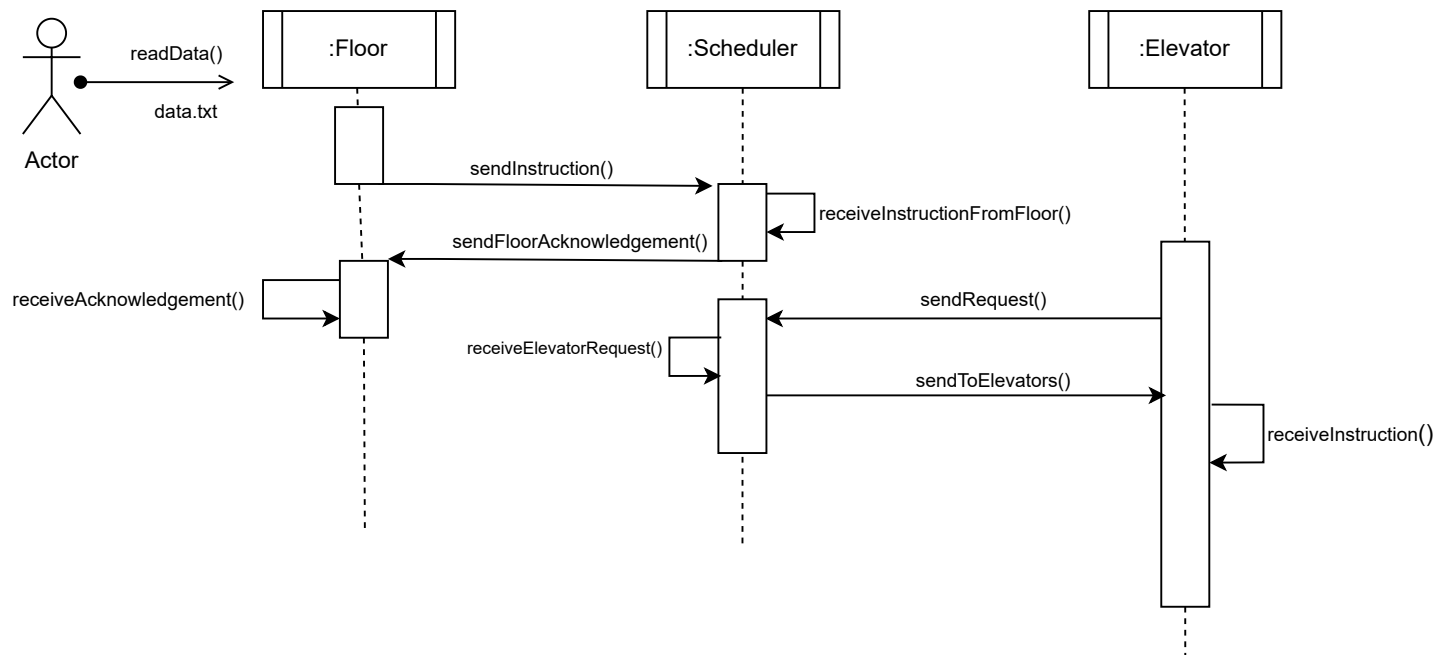 readData()
data.txt
Actor
:Floor
:Scheduler
:Elevator
sendInstruction()
receiveInstructionFromFloor()
sendFloorAcknowledgement()
receiveAcknowledgement()
sendRequest()
receiveElevatorRequest()
sendToElevators()
receiveInstruction()